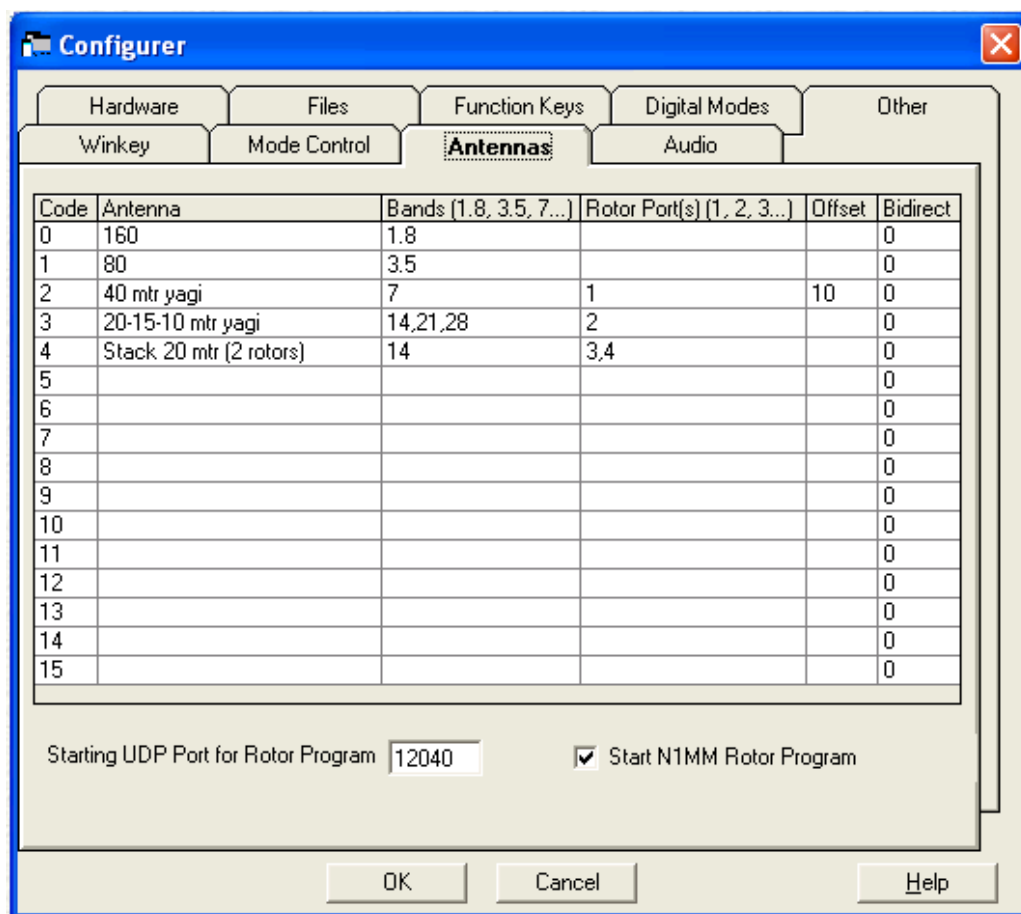 Configurer
Hardware Files Function Keys Digital Modes Other
Winkey Mode Control Antennas Audio
Code Antenna Bands (1.8, 3.5, 7...) Rotor Port(s) (1, 2, 3...) Offset Bidirect
0 160 1.8 0
1 80 3.5 0
2 40 mtr yagi 7 1 10 0
3 20-15-10 mtr yagi 14,21,28 2 0
4 Stack 20 mtr (2 rotors) 14 3,4 0
5 0
6 0
7 0
8 0
9 0
10 0
11 0
12 0
13 0
14 0
15 0
Starting UDP Port for Rotor Program 12040 Start N1MM Rotor Program
OK Cancel Help